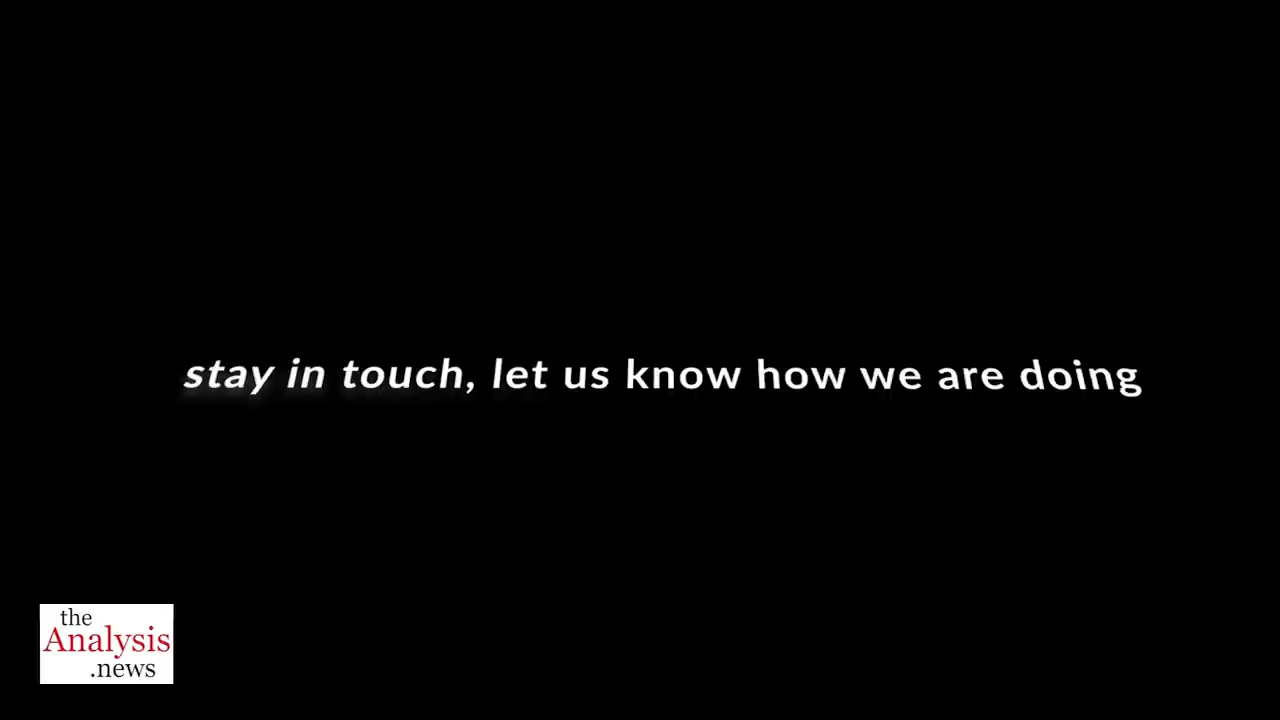 stay in touch, let us know how we are doing
the
Analysis
.news